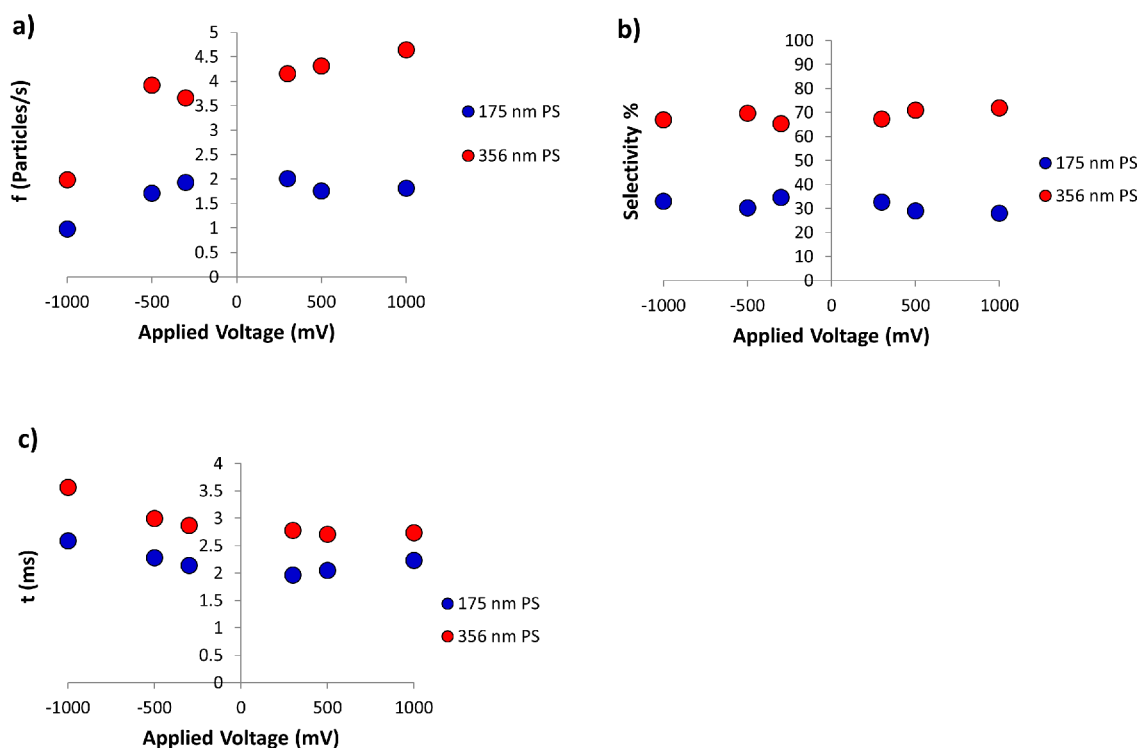 a)
f (Particles/s)
5
4.5
4
3.5
3
2.5
2
1.5
1
0.5
0
-1000 -500 0 500 1000
Applied Voltage (mV)
175 nm PS
356 nm PS
b)
Selectivity %
100
90
80
70
60
50
40
30
20
10
0
-1000 -500 0 500 1000
Applied Voltage (mV)
175 nm PS
356 nm PS
c)
t (ms)
4
3.5
3
2.5
2
1.5
1
0.5
0
-1000 -500 0 500 1000
Applied Voltage (mV)
175 nm PS
356 nm PS